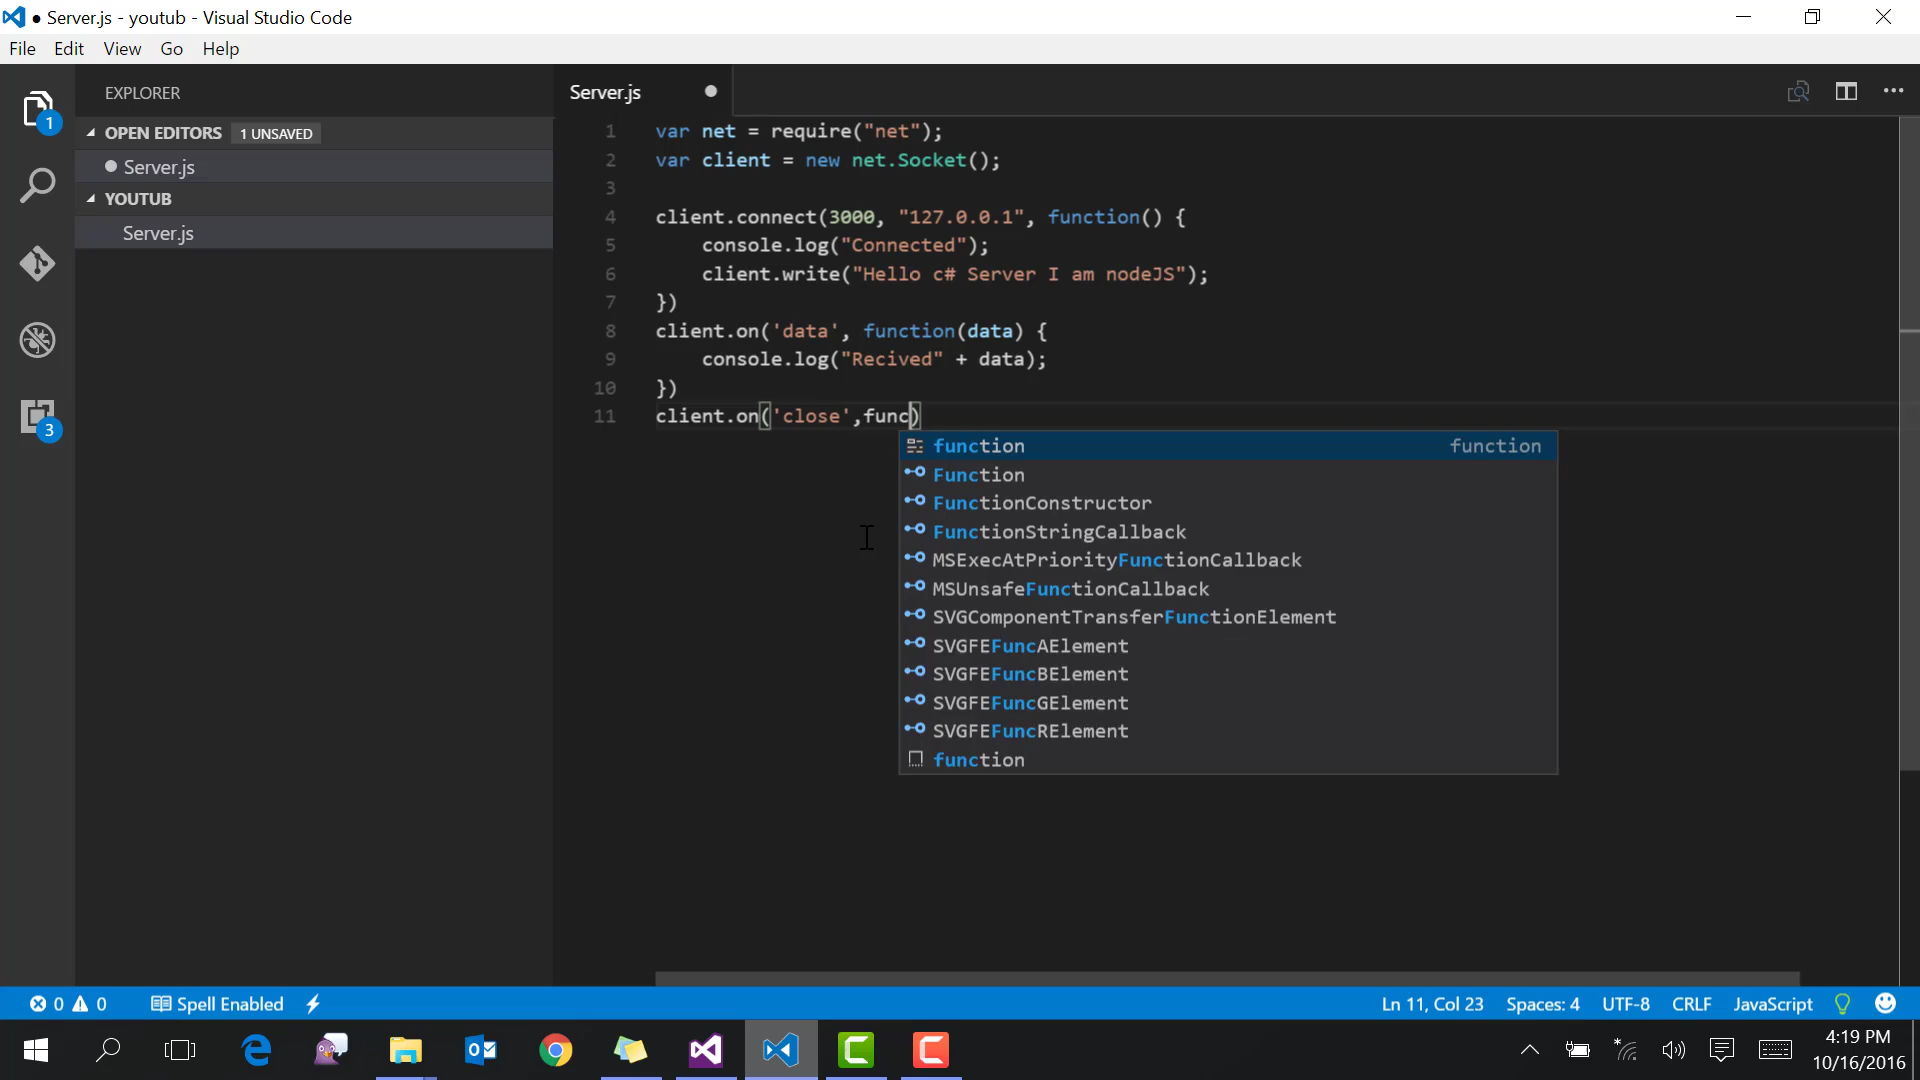 ● Server.js - youtub - Visual Studio Code
File Edit View Go Help
EXPLORER
OPEN EDITORS 1 UNSAVED
Server.js
YOUTUB
Server.js
1
3
Server.js
1 var net = require("net");
2 var client = new net.Socket();
3
4 client.connect(3000, "127.0.0.1", function() {
5 console.log("Connected");
6 client.write("Hello c# Server I am nodeJS");
7 })
8 client.on('data', function(data) {
9 console.log("Recived" + data);
10 })
11 client.on('close',func)
function function
Function
FunctionConstructor
FunctionStringCallback
MSExecAtPriorityFunctionCallback
MSUnsafeFunctionCallback
SVGComponentTransferFunctionElement
SVGFEFuncAElement
SVGFEFuncBElement
SVGFEFuncGElement
SVGFEFuncRElement
function
0 0 Spell Enabled Ln 11, Col 23 Spaces: 4 UTF-8 CRLF JavaScript
4:19 PM
10/16/2016